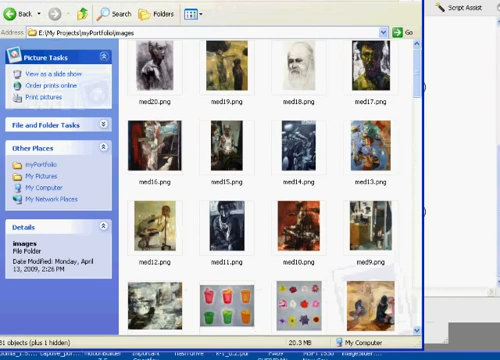 Back Search Folders
Script Assist
Address E:\My Projects\myPortfolio\images Go
Picture Tasks
View as a slide show
Order prints online
Print pictures
File and Folder Tasks
Other Places
myPortfolio
My Pictures
My Computer
My Network Places
Details
images
File Folder
Date Modified: Monday, April
13, 2009, 2:26 PM
med20.png med19.png med18.png med17.png
med16.png med15.png med14.png med13.png
med12.png med11.png med10.png med9.png
objects (plus 1 hidden) 20.3 MB My Computer